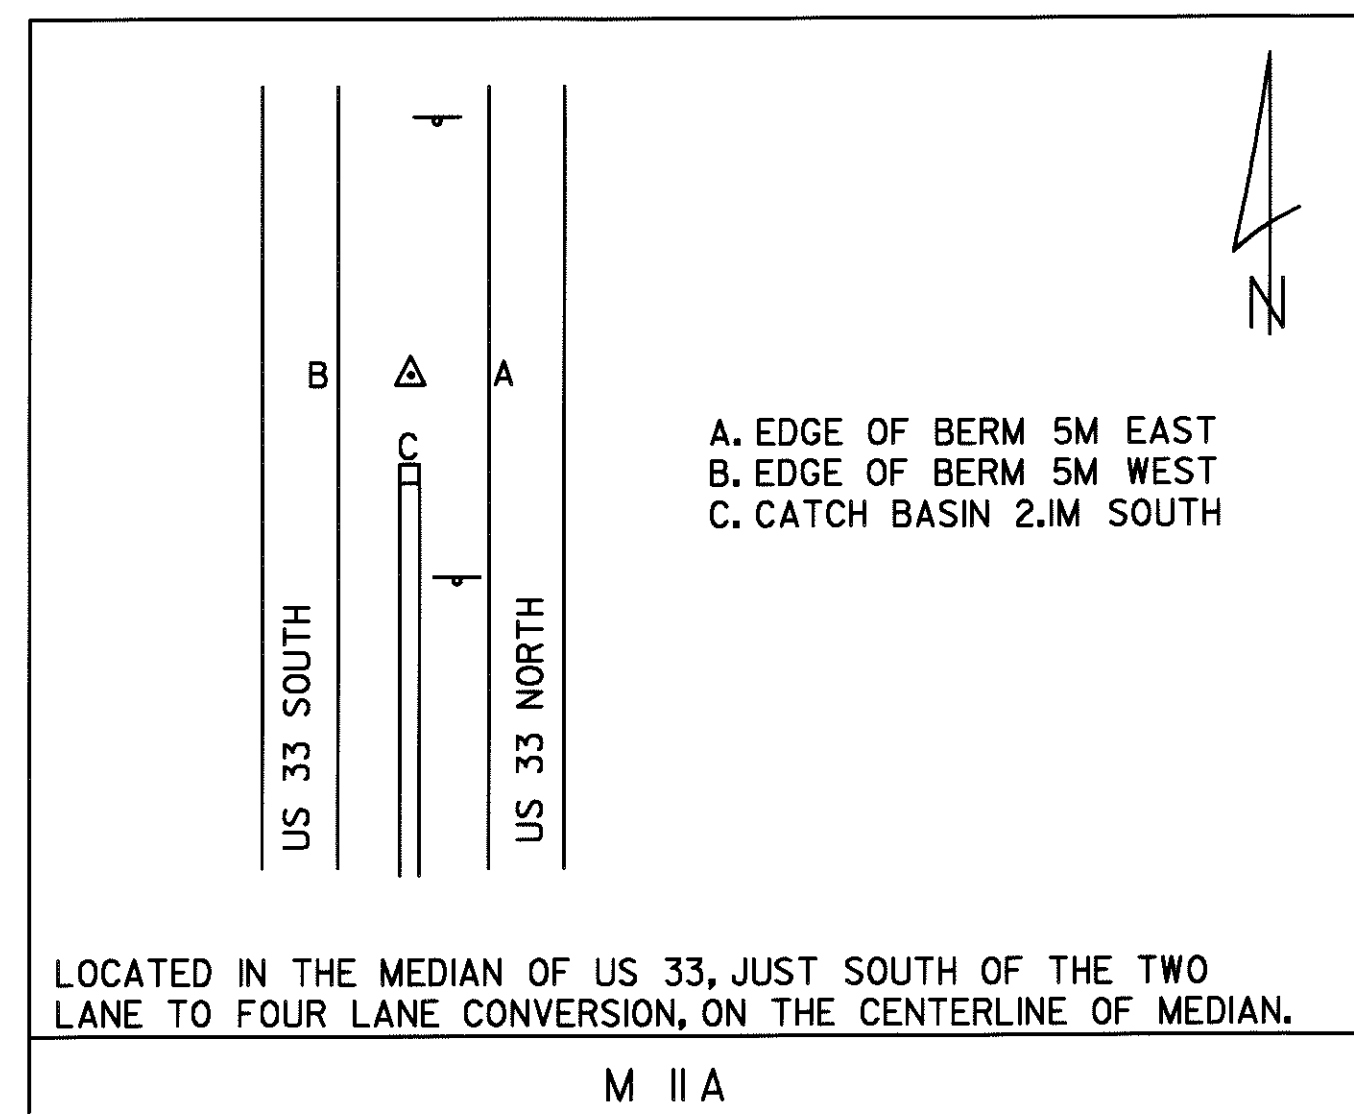 N
B
A
C
A. EDGE OF BERM 5M EAST
B. EDGE OF BERM 5M WEST
C. CATCH BASIN 2.1M SOUTH
US 33 SOUTH
US 33 NORTH
LOCATED IN THE MEDIAN OF US 33, JUST SOUTH OF THE TWO
LANE TO FOUR LANE CONVERSION, ON THE CENTERLINE OF MEDIAN.
M 11A